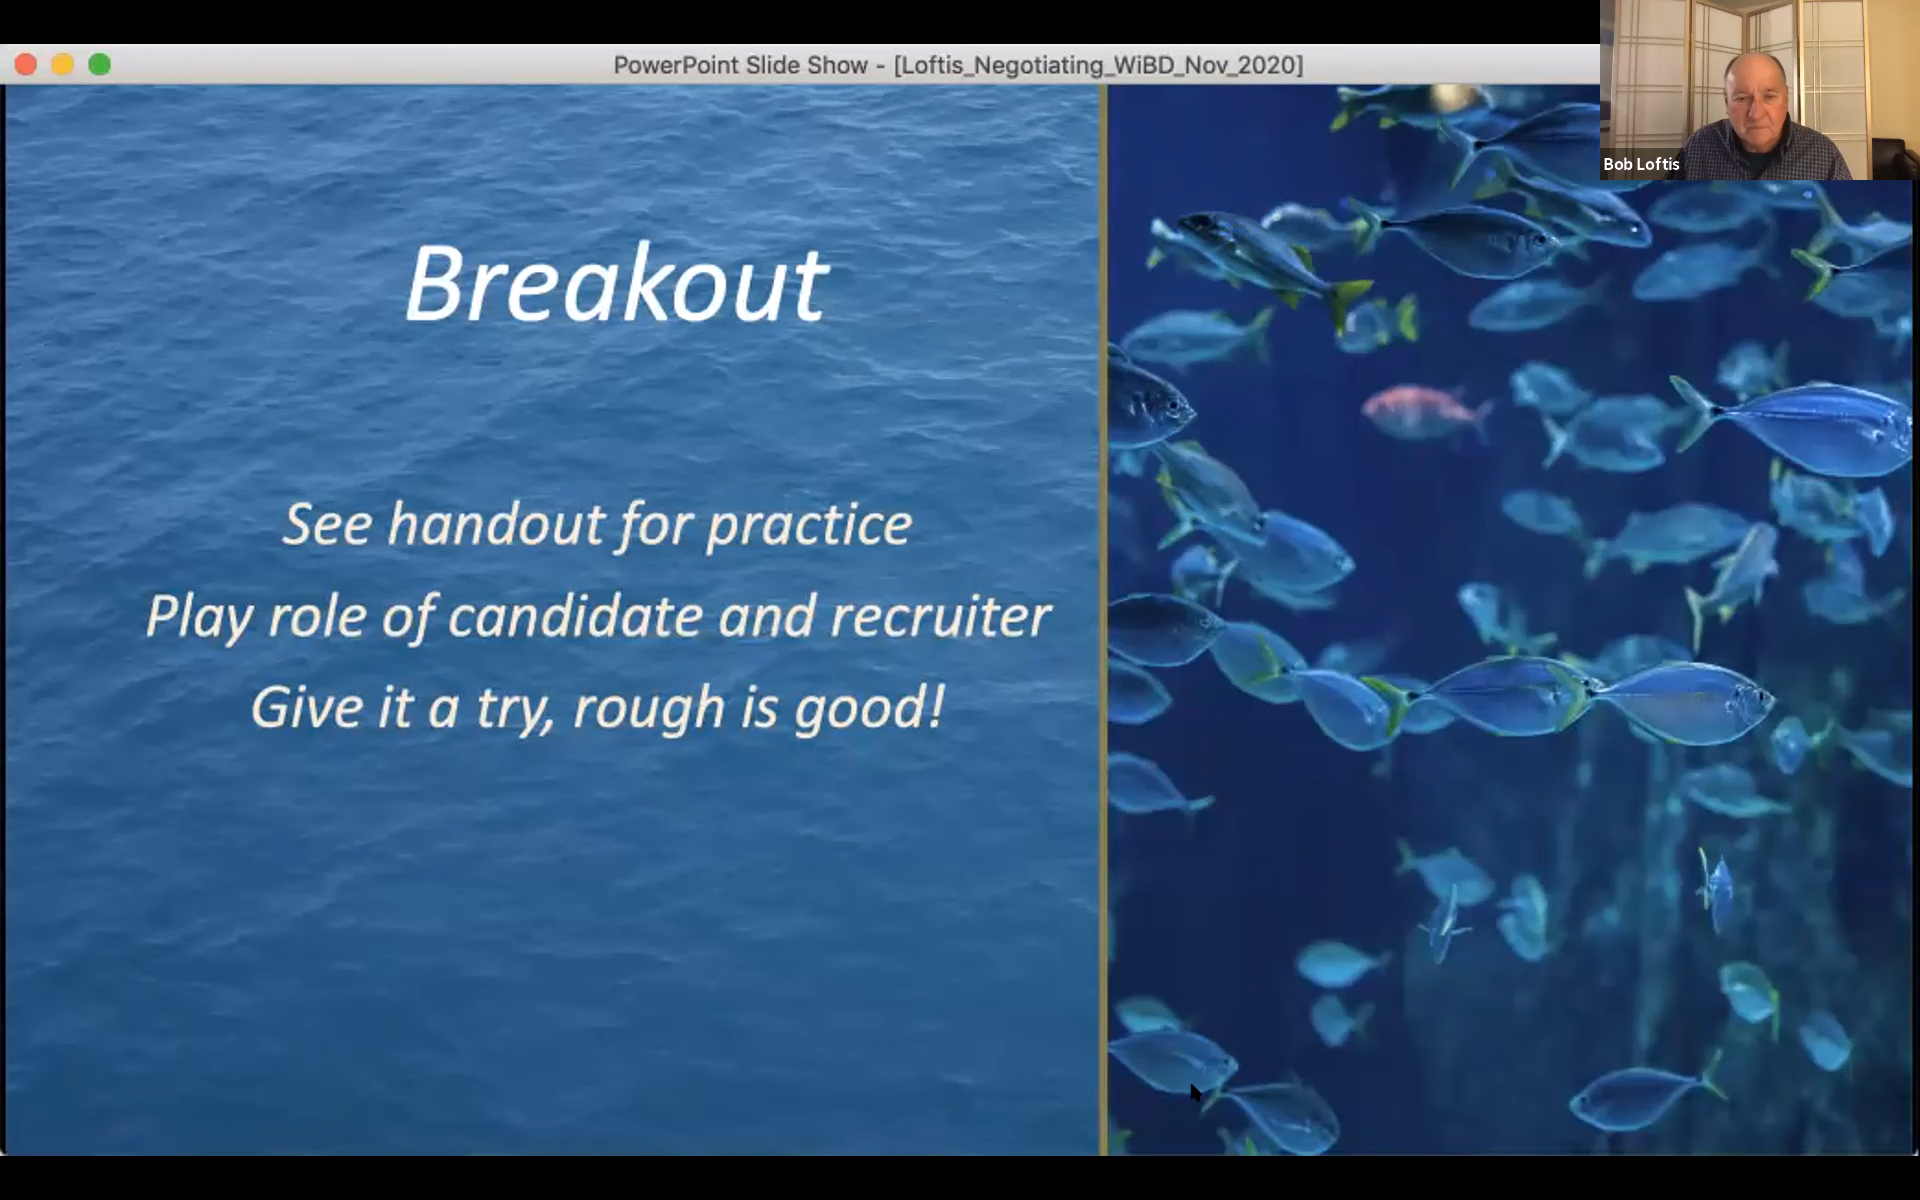 PowerPoint Slide Show - [Loftis_Negotiating_WiBD_Nov_2020]
Bob Loftis
Breakout
See handout for practice
Play role of candidate and recruiter
Give it a try, rough is good!